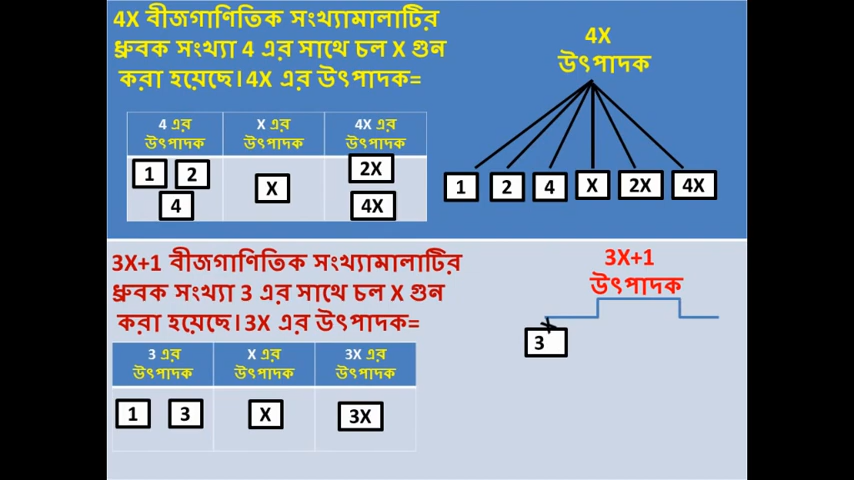 4X বীজগাণিতিক সংখ্যামালাটির
ধ্রুবক সংখ্যা 4 এর সাথে চল X গুন
করা হয়েছে।4X এর উৎপাদক=
4 এর উৎপাদক
X এর উৎপাদক
4X এর উৎপাদক
1 2
4
X
2X
4X
4X
উৎপাদক
1 2 4 X 2X 4X
3X+1 বীজগাণিতিক সংখ্যামালাটির
ধ্রুবক সংখ্যা 3 এর সাথে চল X গুন
করা হয়েছে।3X এর উৎপাদক=
3 এর উৎপাদক
X এর উৎপাদক
3X এর উৎপাদক
1 3
X
3X
3X+1
উৎপাদক
3